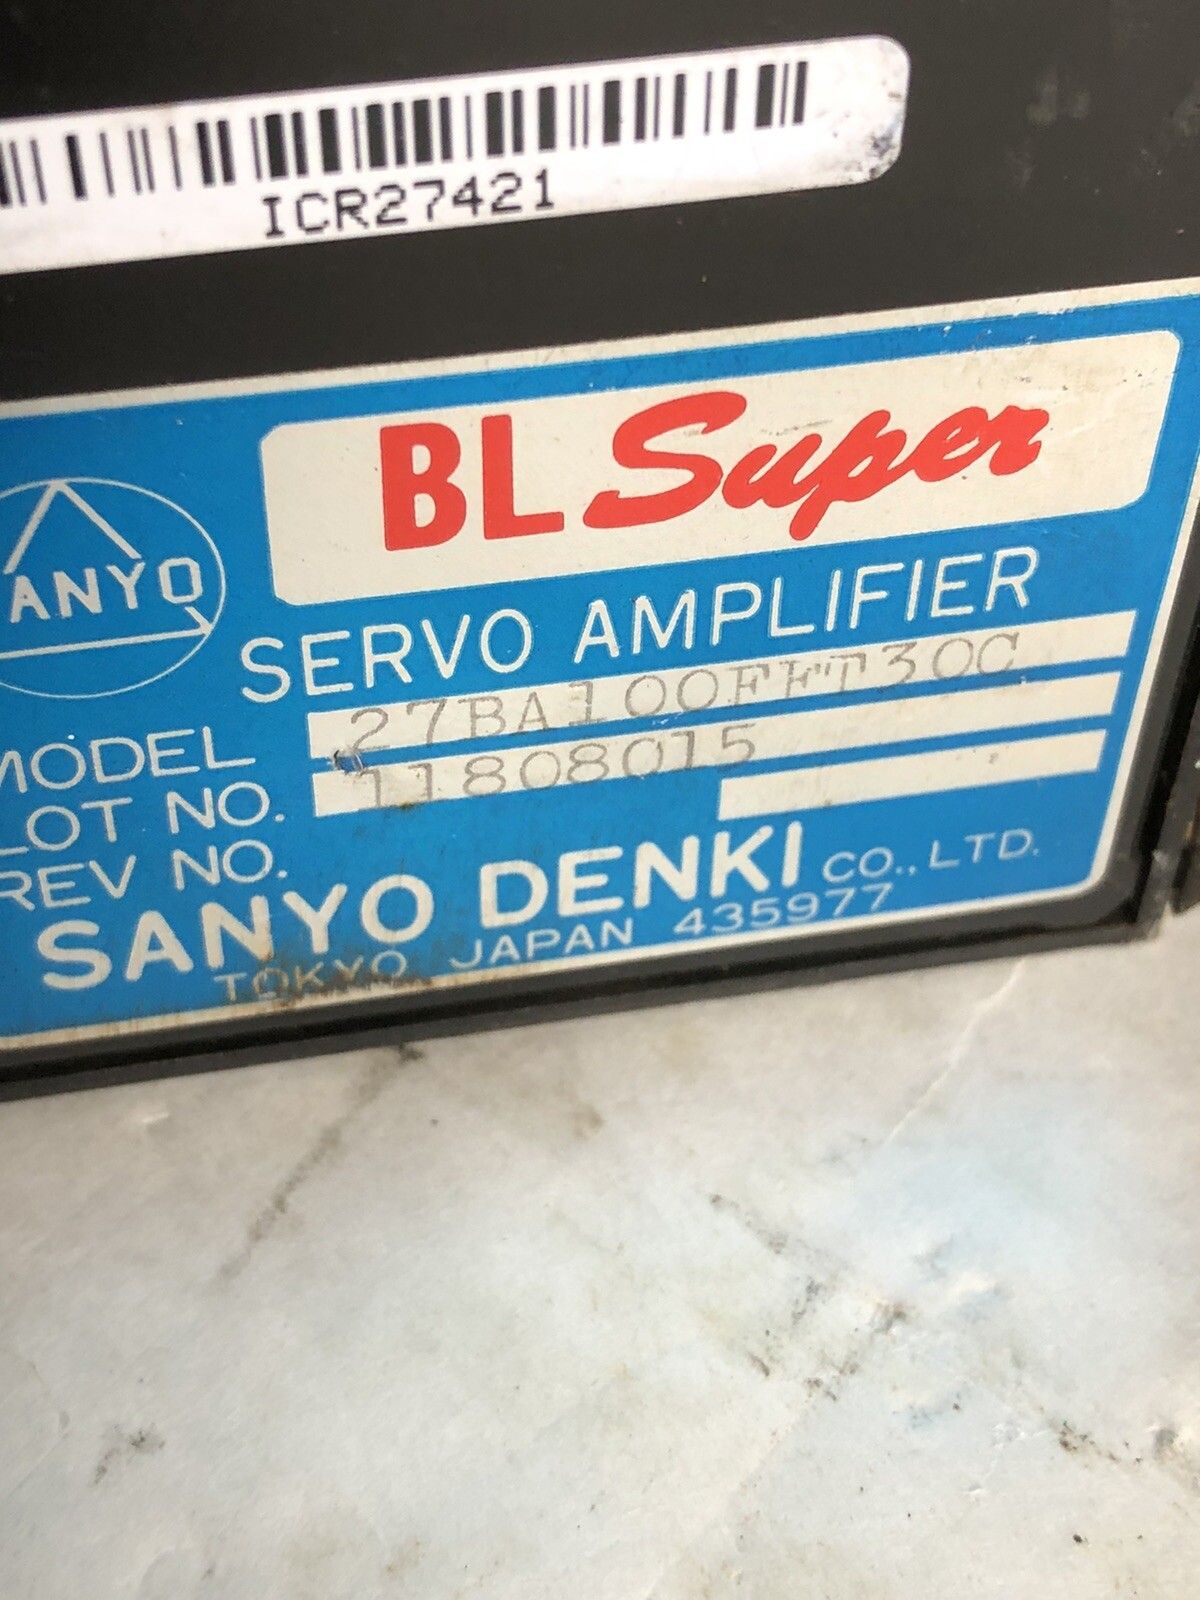 ICR27421
BL Super
SANYO
SERVO AMPLIFIER
MODEL 27BA100FFT30C
LOT NO. 11808015
REV NO.
SANYO DENKI CO., LTD.
TOKYO JAPAN 435977